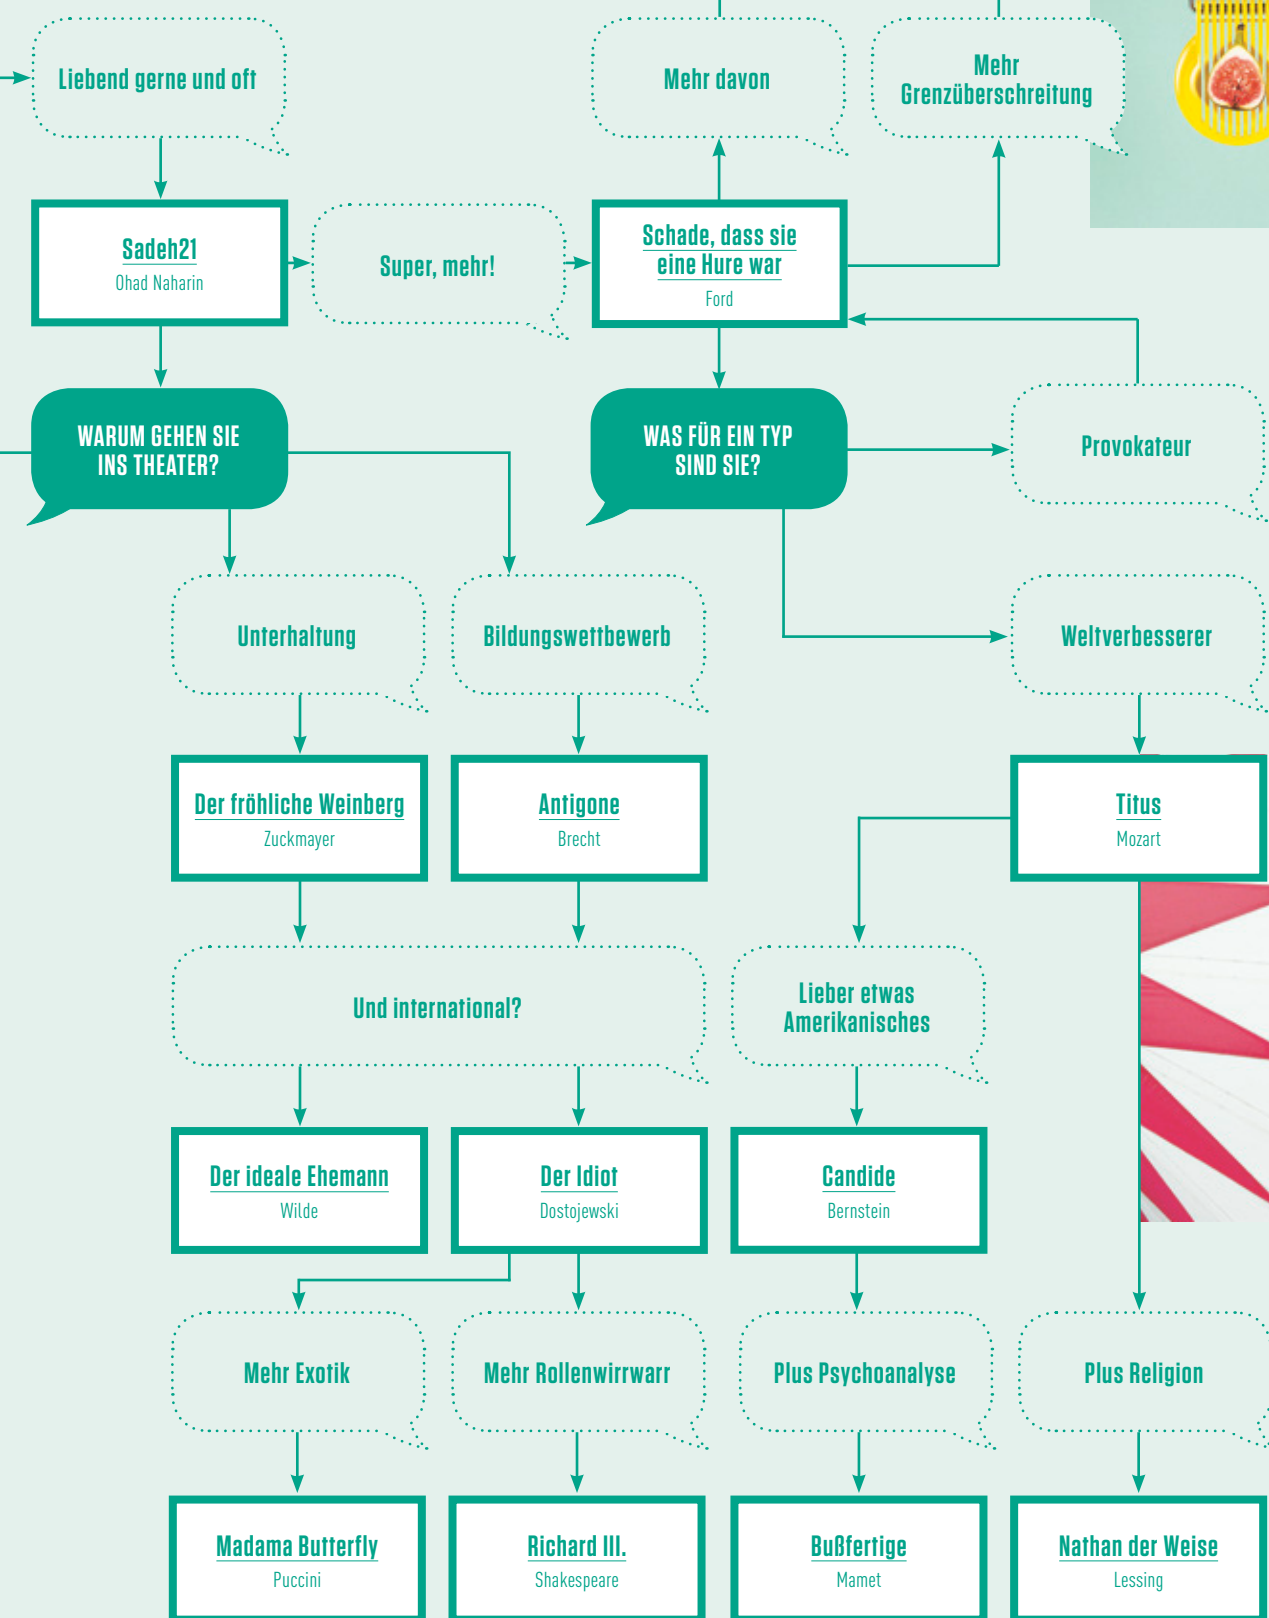 Liebend gerne und oft
Mehr davon
Mehr
Grenzüberschreitung
Sadeh21
Ohad Naharin
Super, mehr!
Schade, dass sie
eine Hure war
Ford
WARUM GEHEN SIE
INS THEATER?
WAS FÜR EIN TYP
SIND SIE?
Provokateur
Unterhaltung
Bildungswettbewerb
Weltverbesserer
Der fröhliche Weinberg
Zuckmayer
Antigone
Brecht
Titus
Mozart
Und international?
Lieber etwas
Amerikanisches
Der ideale Ehemann
Wilde
Der Idiot
Dostojewski
Candide
Bernstein
Mehr Exotik
Mehr Rollenwirrwarr
Plus Psychoanalyse
Plus Religion
Madama Butterfly
Puccini
Richard III.
Shakespeare
Bußfertige
Mamet
Nathan der Weise
Lessing